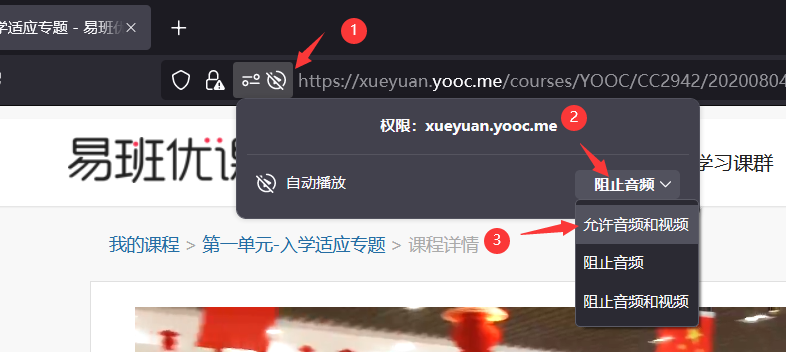 学适应专题 - 易班优
1
https://xueyuan.yooc.me/courses/YOOC/CC2942/20200804
权限：xueyuan.yooc.me
2
易班优课
自动播放
阻止音频
学习课群
允许音频和视频
3
我的课程 > 第一单元-入学适应专题 > 课程详情
阻止音频
阻止音频和视频